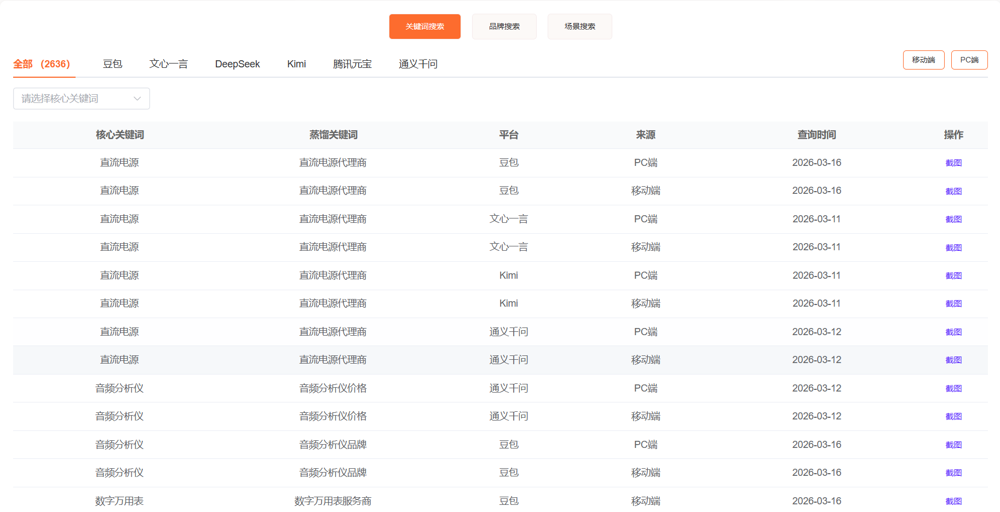 关键词搜索 品牌搜索 场景搜索
全部 （2636） 豆包 文心一言 DeepSeek Kimi 腾讯元宝 通义千问 移动端 PC端
请选择核心关键词
核心关键词 蒸馏关键词 平台 来源 查询时间 操作
直流电源 直流电源代理商 豆包 PC端 2026-03-16 截图
直流电源 直流电源代理商 豆包 移动端 2026-03-16 截图
直流电源 直流电源代理商 文心一言 PC端 2026-03-11 截图
直流电源 直流电源代理商 文心一言 移动端 2026-03-11 截图
直流电源 直流电源代理商 Kimi PC端 2026-03-11 截图
直流电源 直流电源代理商 Kimi 移动端 2026-03-11 截图
直流电源 直流电源代理商 通义千问 PC端 2026-03-12 截图
直流电源 直流电源代理商 通义千问 移动端 2026-03-12 截图
音频分析仪 音频分析仪价格 通义千问 PC端 2026-03-12 截图
音频分析仪 音频分析仪价格 通义千问 移动端 2026-03-12 截图
音频分析仪 音频分析仪品牌 豆包 PC端 2026-03-16 截图
音频分析仪 音频分析仪品牌 豆包 移动端 2026-03-16 截图
数字万用表 数字万用表服务商 豆包 移动端 2026-03-16 截图